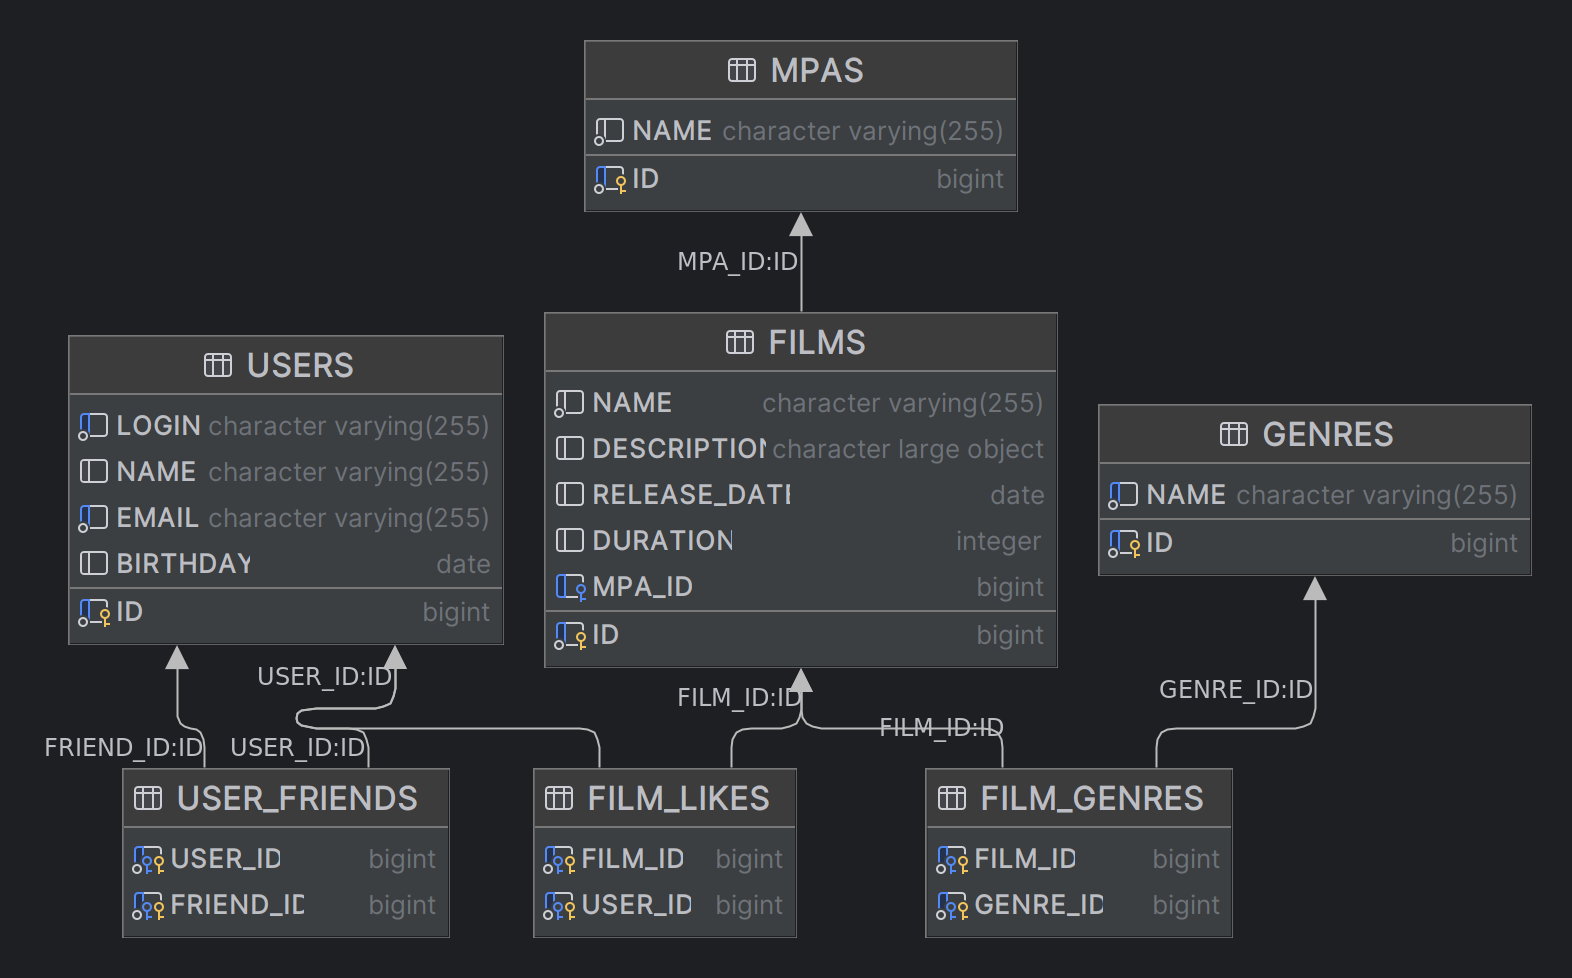 MPAS
NAME character varying(255)
ID bigint
MPA_ID:ID
USERS
LOGIN character varying(255)
NAME character varying(255)
EMAIL character varying(255)
BIRTHDAY date
ID bigint
FILMS
NAME character varying(255)
DESCRIPTION character large object
RELEASE_DATE date
DURATION integer
MPA_ID bigint
ID bigint
GENRES
NAME character varying(255)
ID bigint
USER_ID:ID
FILM_ID:ID
GENRE_ID:ID
FILM_ID:ID
FRIEND_ID:ID
USER_ID:ID
USER_FRIENDS
USER_ID bigint
FRIEND_ID bigint
FILM_LIKES
FILM_ID bigint
USER_ID bigint
FILM_GENRES
FILM_ID bigint
GENRE_ID bigint